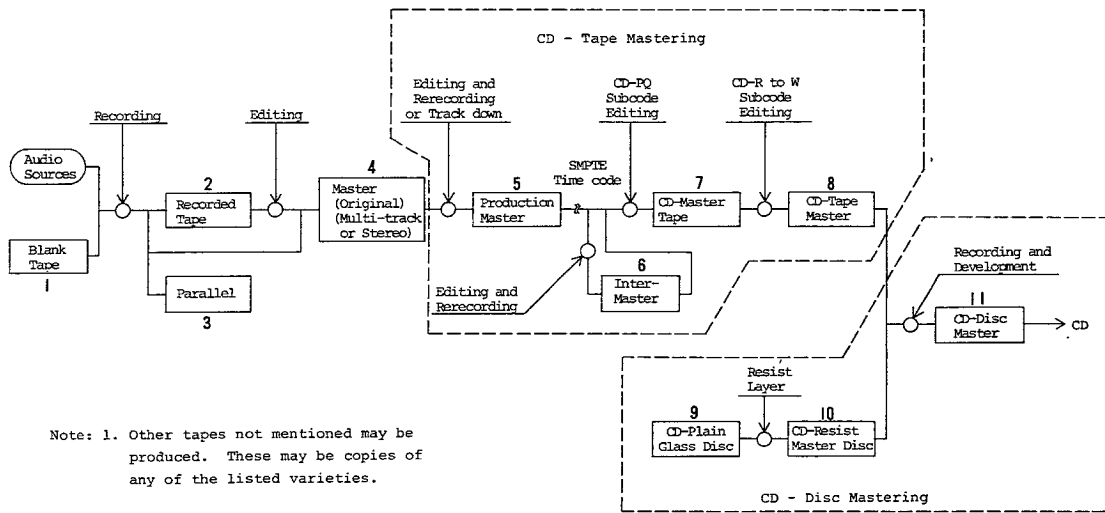 CD - Tape Mastering
Recording
Editing
Editing and
Rerecording
or Track down
CD-PQ
Subcode
Editing
CD-R to W
Subcode
Editing
Audio
Sources
Blank
Tape
1
2
Recorded
Tape
Parallel
3
4
Master
(Original)
(Multi-track
or Stereo)
5
Production
Master
SMPTE
Time code
Editing and
Rerecording
6
Inter-
Master
7
CD-Master
Tape
8
CD-Tape
Master
Recording and
Development
11
CD-Disc
Master
CD
Resist
Layer
9
CD-Plain
Glass Disc
10
CD-Resist
Master Disc
CD - Disc Mastering
Note: 1. Other tapes not mentioned may be
produced. These may be copies of
any of the listed varieties.